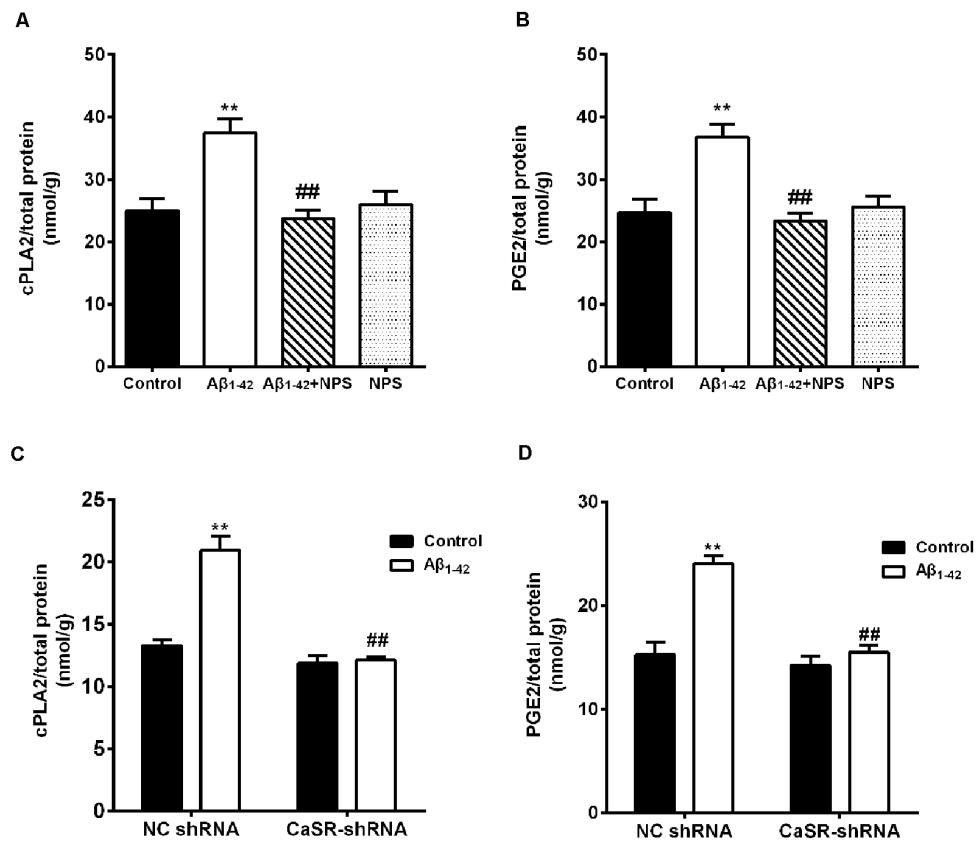 A
cPLA2/total protein
(nmol/g)
50
40
30
20
10
0
**
##
Control
Aβ1-42
Aβ1-42+NPS
NPS
B
PGE2/total protein
(nmol/g)
50
40
30
20
10
0
**
##
Control
Aβ1-42
Aβ1-42+NPS
NPS
C
cPLA2/total protein
(nmol/g)
25
20
15
10
5
0
**
##
Control
Aβ1-42
NC shRNA
CaSR-shRNA
D
PGE2/total protein
(nmol/g)
30
20
10
0
**
##
Control
Aβ1-42
NC shRNA
CaSR-shRNA